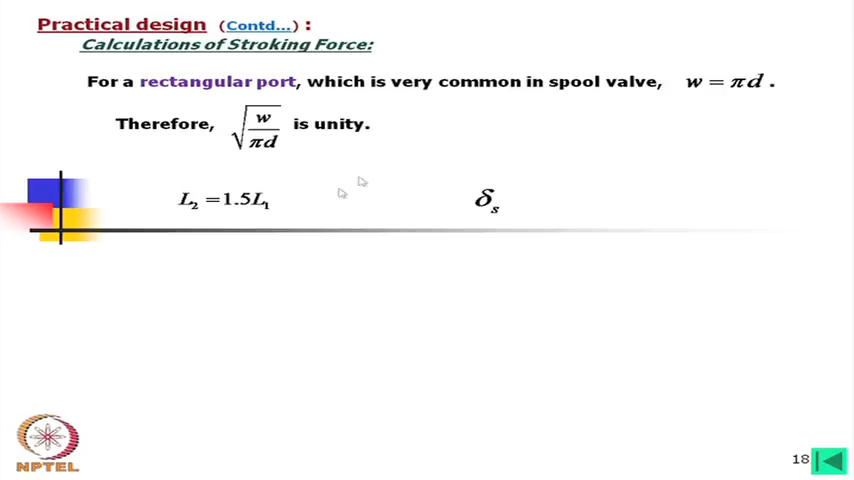 Practical design (Contd...) :
Calculations of Stroking Force:
For a rectangular port, which is very common in spool valve, w = πd .
Therefore, √(w/πd) is unity.
L₂ = 1.5L₁ δₛ
NPTEL
18